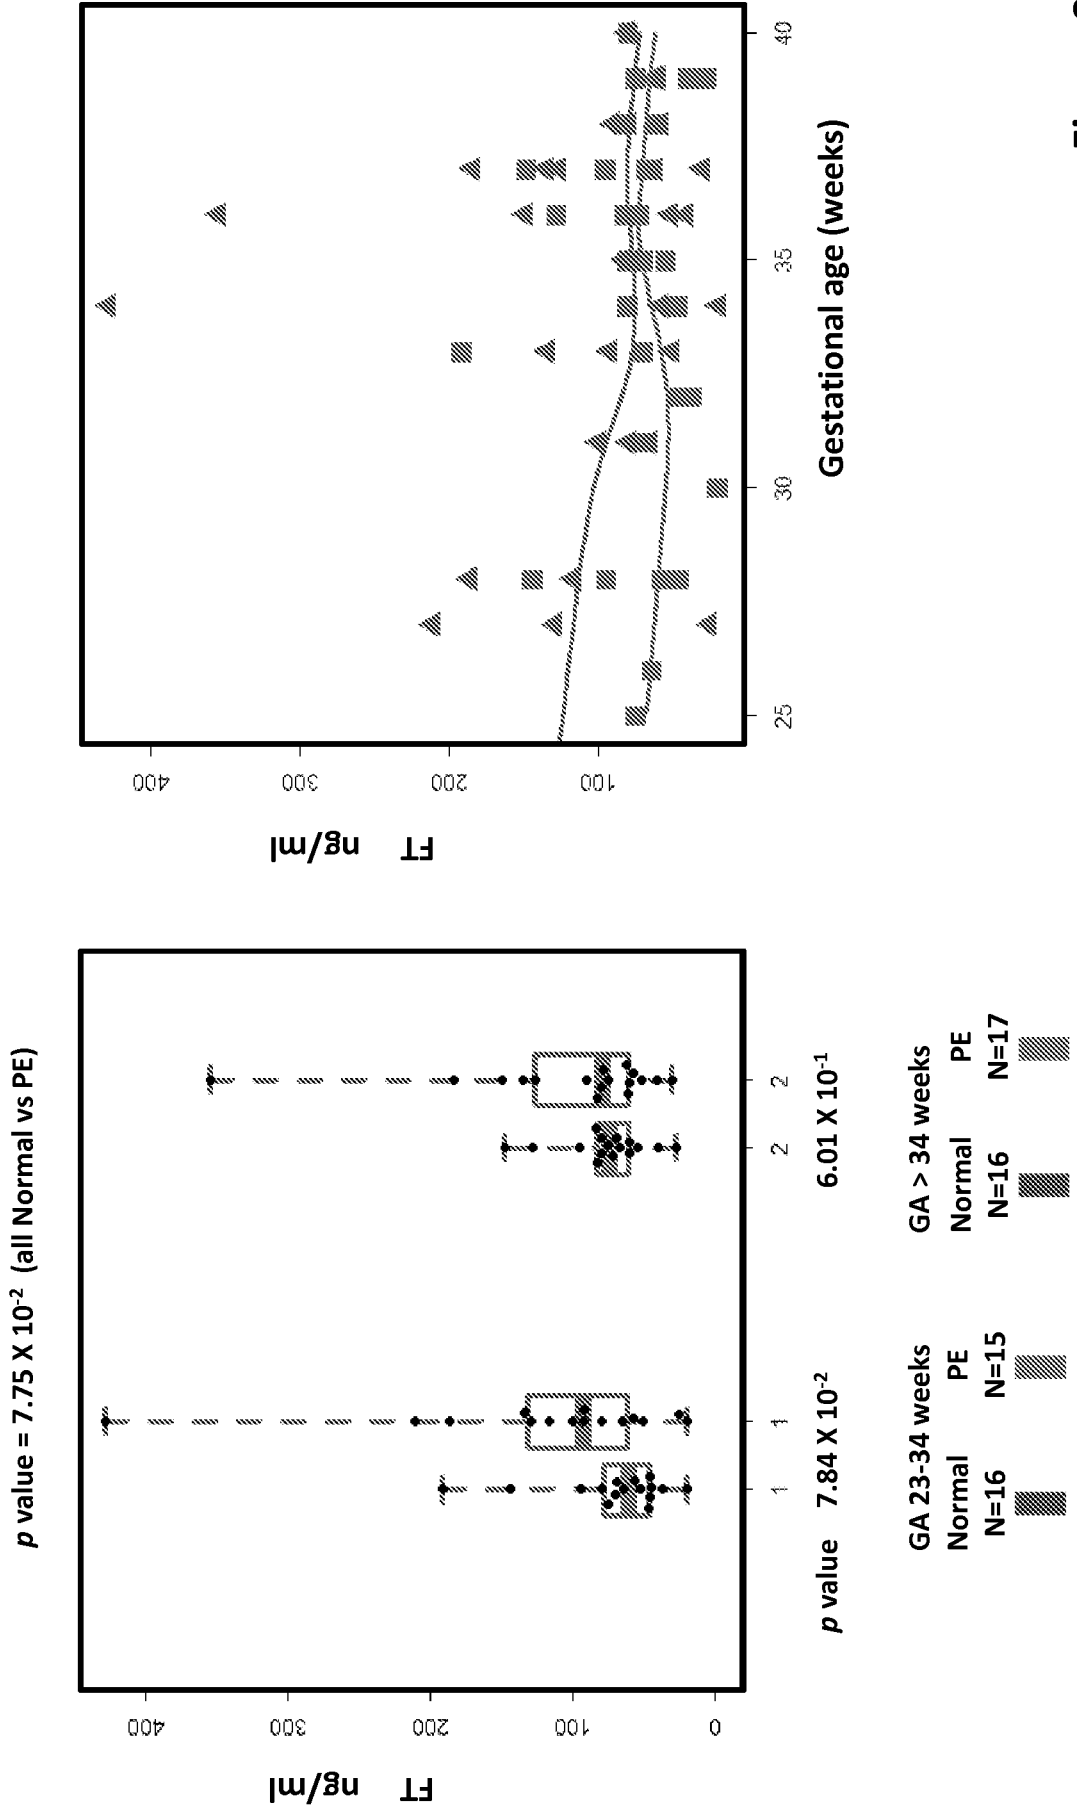 p value = 7.75 X 10⁻² (all Normal vs PE)
FT ng/ml
400
300
200
100
0
1 1 2 2
p value 7.84 X 10⁻² 6.01 X 10⁻¹
GA 23-34 weeks GA > 34 weeks
Normal PE Normal PE
N=16 N=15 N=16 N=17
FT ng/ml
400
300
200
100
25 30 35 40
Gestational age (weeks)